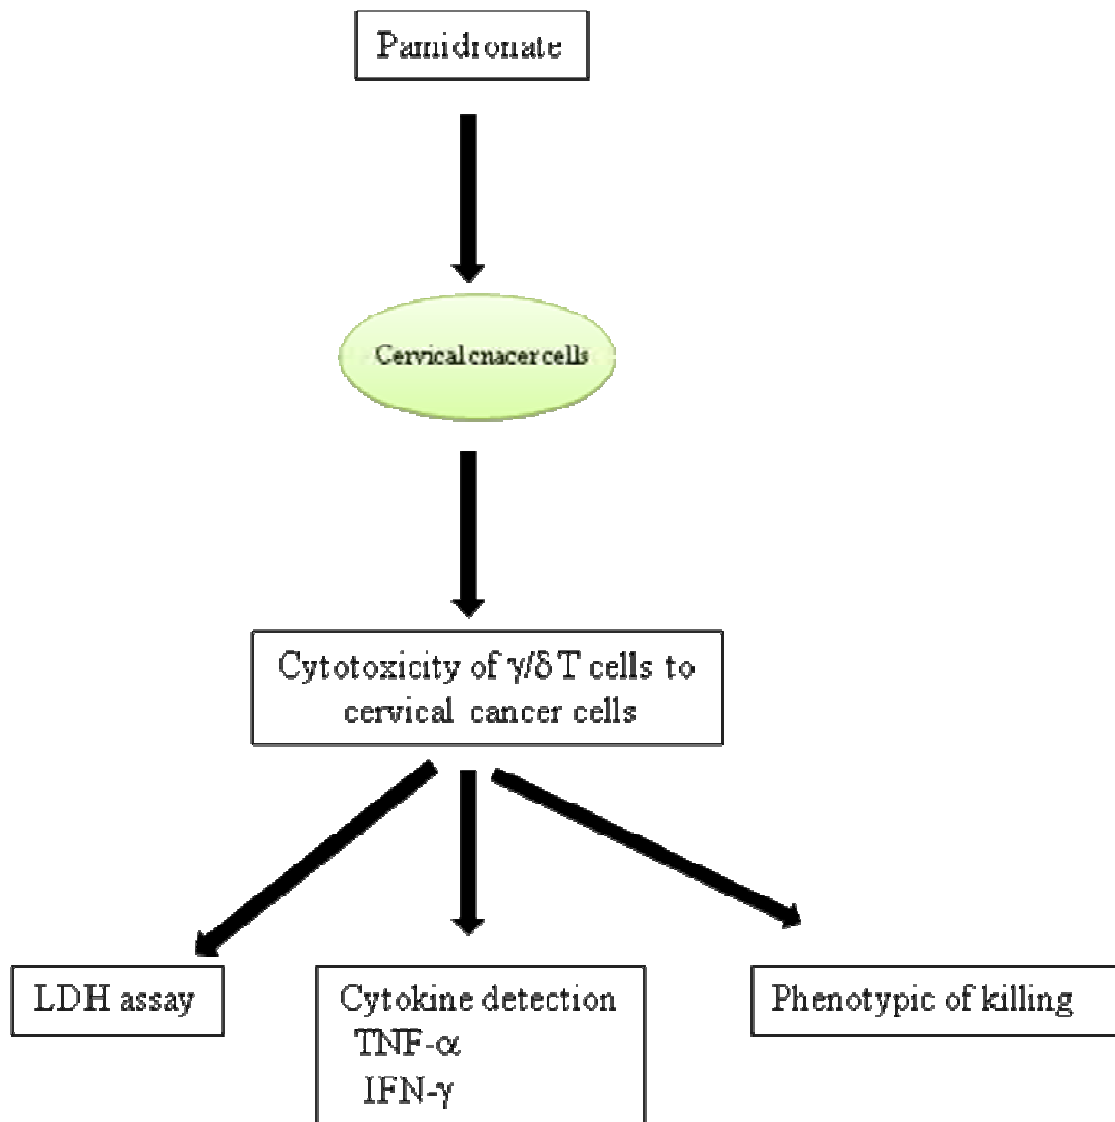 Pamidronate
Cervical cnacer cells
Cytotoxicity of γ/δ T cells to
cervical cancer cells
LDH assay
Cytokine detection
TNF-α
IFN-γ
Phenotypic of killing